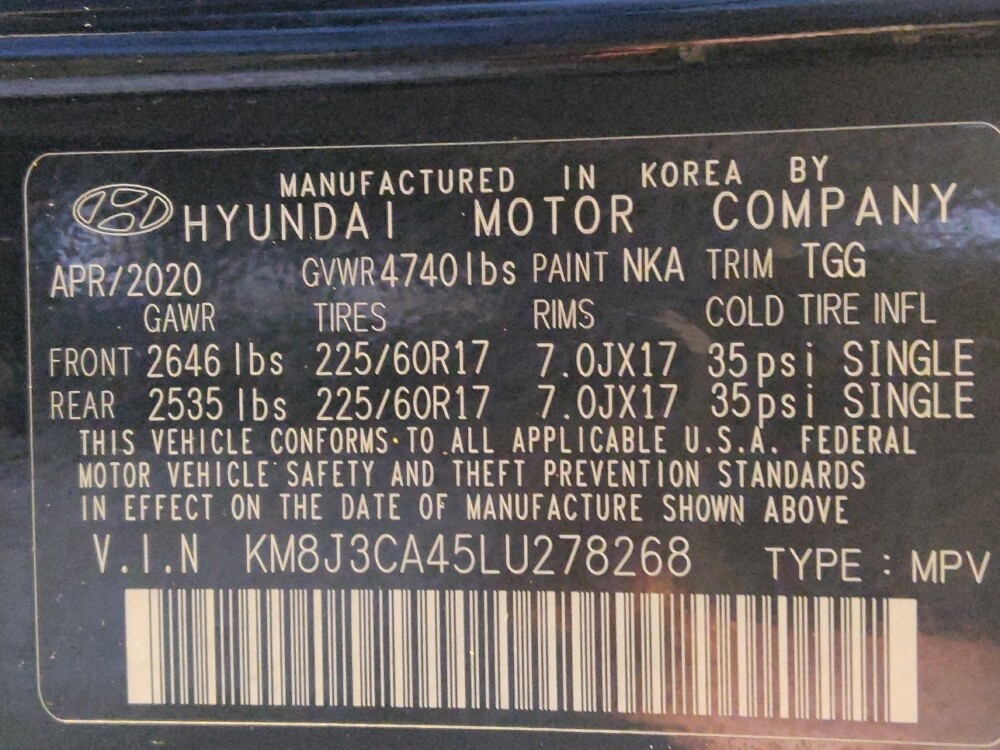 MANUFACTURED IN KOREA BY
HYUNDAI MOTOR COMPANY
APR/2020 GVWR 4740lbs PAINT NKA TRIM TGG
GAWR TIRES RIMS COLD TIRE INFL
FRONT 2646 lbs 225/60R17 7.0JX17 35psi SINGLE
REAR 2535 lbs 225/60R17 7.0JX17 35psi SINGLE
THIS VEHICLE CONFORMS TO ALL APPLICABLE U.S.A. FEDERAL
MOTOR VEHICLE SAFETY AND THEFT PREVENTION STANDARDS
IN EFFECT ON THE DATE OF MANUFACTURE SHOWN ABOVE
V.I.N KM8J3CA45LU278268 TYPE : MPV